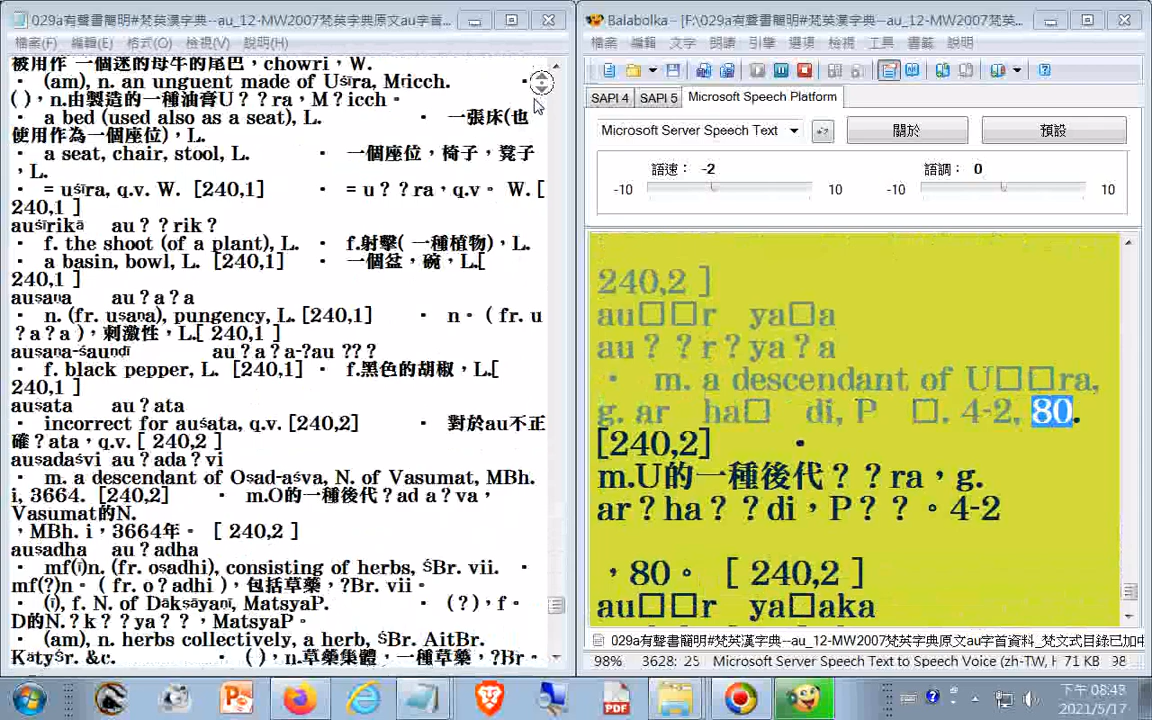 029a有聲書簡明#梵英漢字典--au_12-MW2007梵英字典原文au字首...
檔案(F) 編輯(E) 格式(O) 檢視(V) 說明(H)
被用作 一個迷的母牛的尾巴，chowri，W.
• (am), n. an unguent made of Uśīra, Mṛicch. •
( )，n.由製造的一種油膏U？？ra，M？icch。
• a bed (used also as a seat), L. • 一張床(也
使用作為一個座位)，L.
• a seat, chair, stool, L. • 一個座位，椅子，凳子
，L.
• = uśīra, q.v. W. [240,1] • = u？？ra，q.v。 W.[
240,1 ]
auśīrikā au？？rik？
• f. the shoot (of a plant), L. • f.射擊( 一種植物)，L.
• a basin, bowl, L. [240,1] • 一個盆，碗，L.[
240,1 ]
auṣaṇa au？a？a
• n. (fr. uṣaṇa), pungency, L. [240,1] • n。( fr. u
？a？a )，刺激性，L.[ 240,1 ]
auṣaṇa-śauṇḍī au？a？a-?au ???
• f. black pepper, L. [240,1] • f.黑色的胡椒，L.[
240,1 ]
auṣata au？ata
• incorrect for auśata, q.v. [240,2] • 對於au不正
確？ata，q.v. [ 240,2 ]
auṣadaśvi au？ada？vi
• m. a descendant of Oṣad-aśva, N. of Vasumat, MBh.
i, 3664. [240,2] • m.O的一種後代？ad a？va，
Vasumat的N.
，MBh. i，3664年。 [ 240,2 ]
auṣadha au？adha
• mf(ī)n. (fr. oṣadhi), consisting of herbs, ŚBr. vii. •
mf(?)n。( fr. o？adhi )，包括草藥，?Br. vii。
• (ī), f. N. of Dākṣāyaṇī, MatsyaP. • (？)，f。
D的N.？k？？ya？？，MatsyaP。
• (am), n. herbs collectively, a herb, ŚBr. AitBr.
KātyŚr. &c. • ( )，n.草藥集體，一種草藥，?Br。
Balabolka - [F:\029a有聲書簡明#梵英漢字典--au_12-MW2007梵英...
檔案 編輯 文字 朗讀 引擎 選項 檢視 工具 書籤 說明
SAPI 4 SAPI 5 Microsoft Speech Platform
Microsoft Server Speech Text 關於 預設
語速： -2 語調： 0
-10 10 -10 10
240,2 ]
au□□r ya□a
au？？r？ya？a
• m. a descendant of U□□ra,
g. ar ha□ di, P □. 4-2, 80.
[240,2] •
m.U的一種後代？？ra，g.
ar？ha？？di，P？？。4-2
，80。 [ 240,2 ]
au□□r ya□aka
029a有聲書簡明#梵英漢字典--au_12-MW2007梵英字典原文au字首資料_梵文式目錄已加中
98% 3628: 25 Microsoft Server Speech Text to Speech Voice (zh-TW, H 71 KB 98
PDF
下午 08:43
2021/5/17